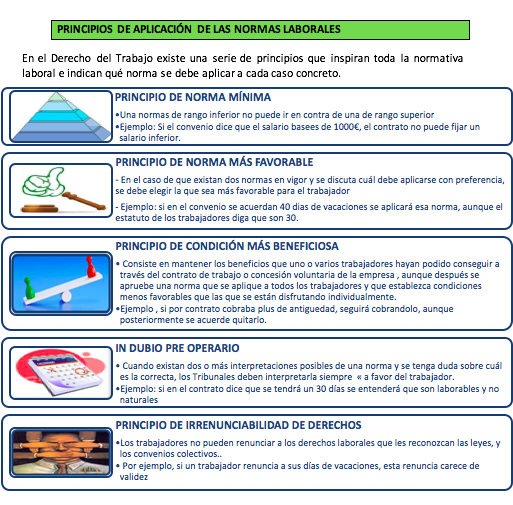 PRINCIPIOS DE APLICACIÓN DE LAS NORMAS LABORALES
En el Derecho del Trabajo existe una serie de principios que inspiran toda la normativa
laboral e indican qué norma se debe aplicar a cada caso concreto.
PRINCIPIO DE NORMA MÍNIMA
•Una normas de rango inferior no puede ir en contra de una de rango superior
•Ejemplo: Si el convenio dice que el salario basees de 1000€, el contrato no puede fijar un
salario inferior.
PRINCIPIO DE NORMA MÁS FAVORABLE
- En el caso de que existan dos normas en vigor y se discuta cuál debe aplicarse con preferencia,
se debe elegir la que sea más favorable para el trabajador
- Ejemplo: si en el convenio se acuerdan 40 dias de vacaciones se aplicará esa norma, aunque el
estatuto de los trabajadores diga que son 30.
PRINCIPIO DE CONDICIÓN MÁS BENEFICIOSA
• Consiste en mantener los beneficios que uno o varios trabajadores hayan podido conseguir a
través del contrato de trabajo o concesión voluntaria de la empresa , aunque después se
apruebe una norma que se aplique a todos los trabajadores y que establezca condiciones
menos favorables que las que se están disfrutando individualmente.
•Ejemplo , si por contrato cobraba plus de antiguedad, seguirá cobrandolo, aunque
posteriormente se acuerde quitarlo.
IN DUBIO PRE OPERARIO
• Cuando existan dos o más interpretaciones posibles de una norma y se tenga duda sobre cuál
es la correcta, los Tribunales deben interpretarla siempre « a favor del trabajador.
•Ejemplo: si en el contrato dice que se tendrá un 30 días se entenderá que son laborables y no
naturales
PRINCIPIO DE IRRENUNCIABILIDAD DE DERECHOS
•Los trabajadores no pueden renunciar a los derechos laborales que les reconozcan las leyes, y
los convenios colectivos..
• Por ejemplo, si un trabajador renuncia a sus días de vacaciones, esta renuncia carece de
validez